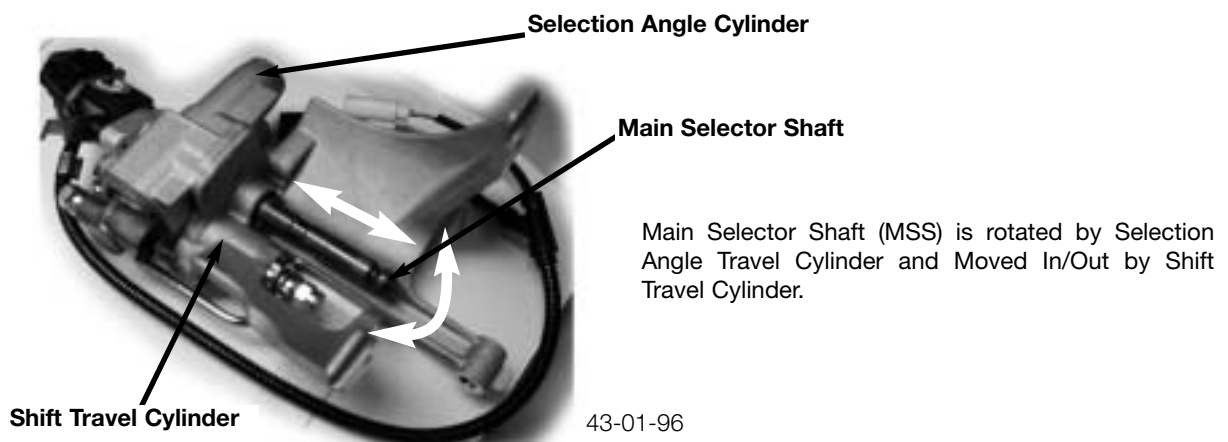 Selection Angle Cylinder
Main Selector Shaft
Main Selector Shaft (MSS) is rotated by Selection
Angle Travel Cylinder and Moved In/Out by Shift
Travel Cylinder.
Shift Travel Cylinder
43-01-96